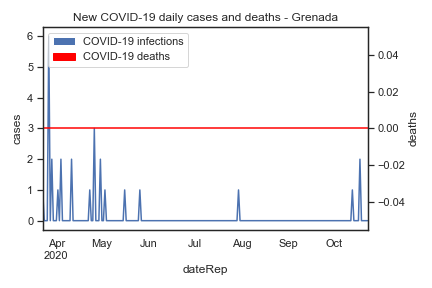 New COVID-19 daily cases and deaths - Grenada
COVID-19 infections
COVID-19 deaths
6
5
4
3
2
1
0
cases
0.04
0.02
0.00
−0.02
−0.04
deaths
Apr May Jun Jul Aug Sep Oct
2020
dateRep